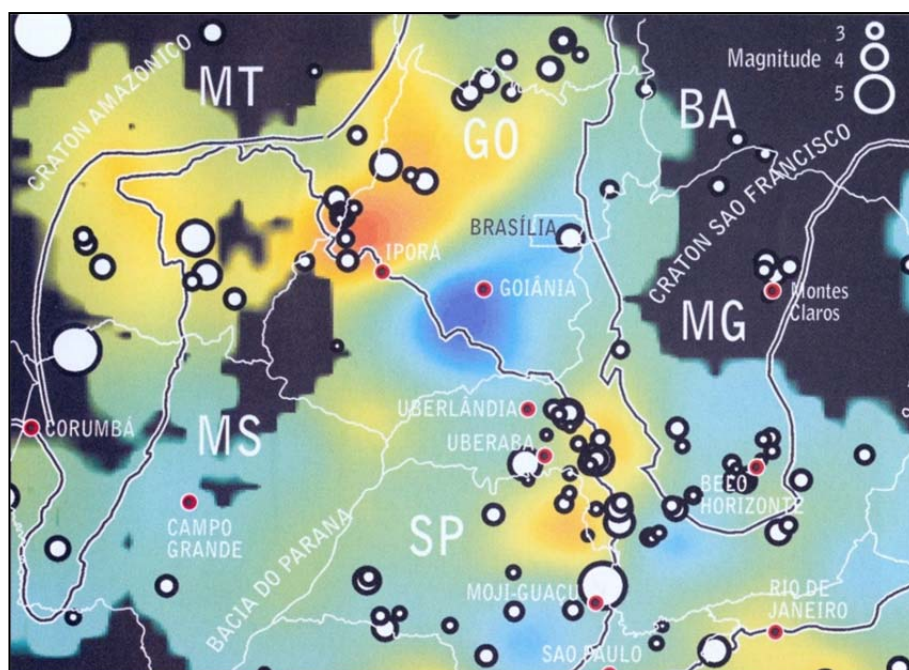 3
Magnitude 4
5
MT
CRATON AMAZONICO
GO
BA
CRATON SAO FRANCISCO
BRASÍLIA
IPORÁ
GOIÂNIA
MG
Montes
Claros
UBERLÂNDIA
CORUMBÁ
MS
UBERABA
BELO
HORIZONTE
CAMPO
GRANDE
SP
BACIA DO PARANA
MOJI-GUAÇU
RIO DE
JANEIRO
SAO PAULO